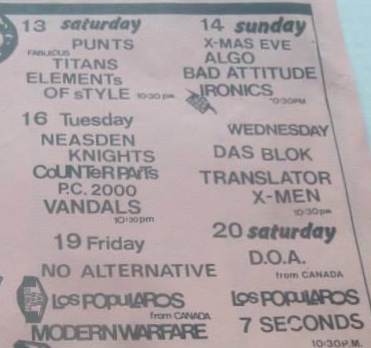 13 saturday
PUNTS
FABULOUS
TITANS
ELEMENTs
OF sTYLE 10:30 pm
14 sunday
X-MAS EVE
ALGO
BAD ATTITUDE
IRONICS
10:30PM
16 Tuesday
NEASDEN
KNIGHTS
CoUNTeR PArTs
P.C. 2000
VANDALS
10:30pm
WEDNESDAY
DAS BLOK
TRANSLATOR
X-MEN
10:30pm
19 Friday
NO ALTERNATIVE
Los POPULAROS
from CANADA
MODERN WARFARE
20 saturday
D.O.A.
from CANADA
Los POPULAROS
7 SECONDS
10:30P.M.